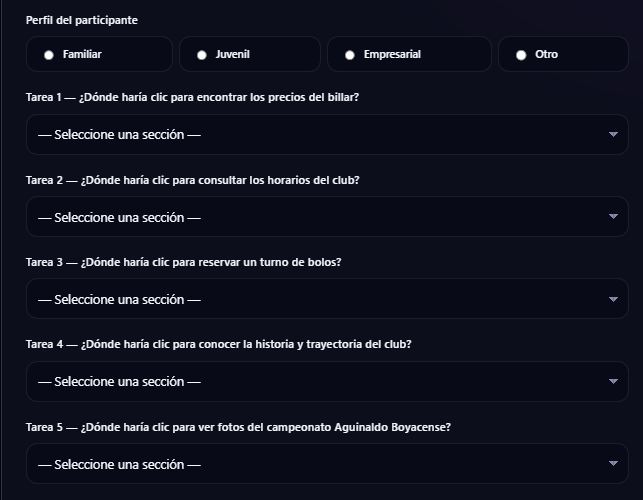 Perfil del participante
Familiar
Juvenil
Empresarial
Otro
Tarea 1 — ¿Dónde haría clic para encontrar los precios del billar?
— Seleccione una sección —
Tarea 2 — ¿Dónde haría clic para consultar los horarios del club?
— Seleccione una sección —
Tarea 3 — ¿Dónde haría clic para reservar un turno de bolos?
— Seleccione una sección —
Tarea 4 — ¿Dónde haría clic para conocer la historia y trayectoria del club?
— Seleccione una sección —
Tarea 5 — ¿Dónde haría clic para ver fotos del campeonato Aguinaldo Boyacense?
— Seleccione una sección —